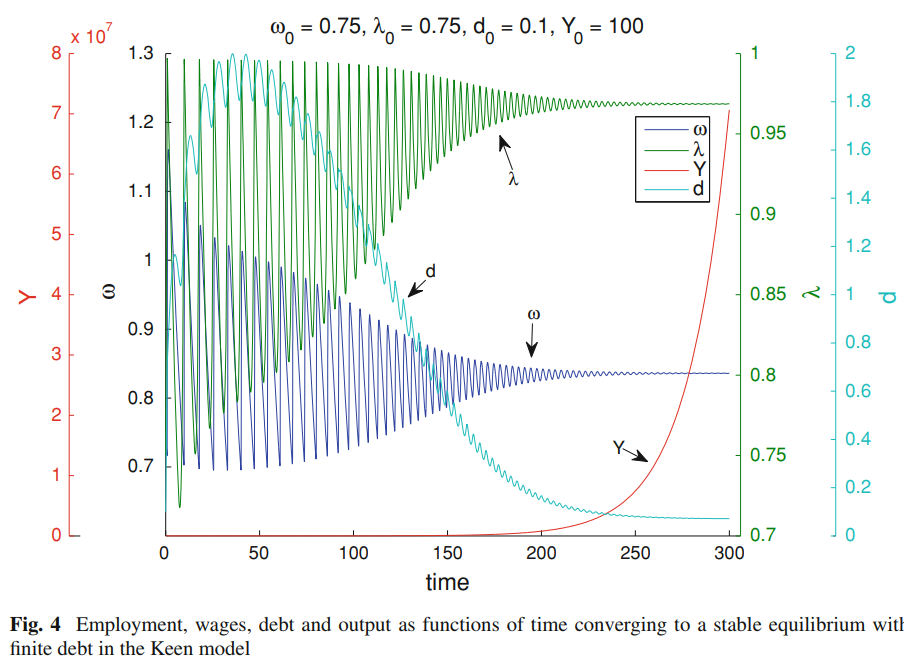 ω₀ = 0.75, λ₀ = 0.75, d₀ = 0.1, Y₀ = 100
x 10⁷
8
7
6
5
4
3
2
1
0
Y
1.3
1.2
1.1
1
0.9
0.8
0.7
ω
1
0.95
0.9
0.85
0.8
0.75
0.7
λ
2
1.8
1.6
1.4
1.2
1
0.8
0.6
0.4
0.2
0
d
ω
λ
Y
d
λ
d
ω
Y
0 50 100 150 200 250 300
time
Fig. 4 Employment, wages, debt and output as functions of time converging to a stable equilibrium with
finite debt in the Keen model